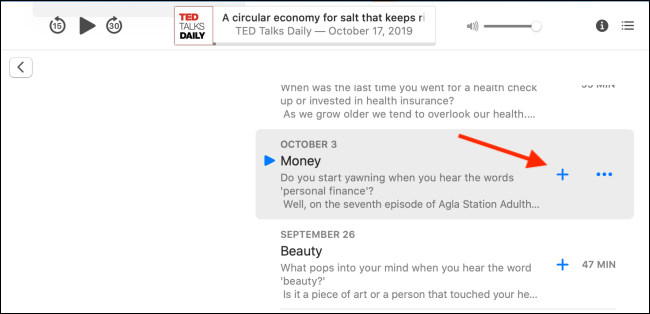 15
30
TED
TALKS
DAILY
A circular economy for salt that keeps ri
TED Talks Daily — October 17, 2019
When was the last time you went for a health check
up or invested in health insurance?
As we grow older we tend to overlook our health....
OCTOBER 3
Money
Do you start yawning when you hear the words
'personal finance'?
Well, on the seventh episode of Agla Station Adulth...
SEPTEMBER 26
Beauty
What pops into your mind when you hear the word
'beauty?'
Is it a piece of art or a person that touched your he...
47 MIN